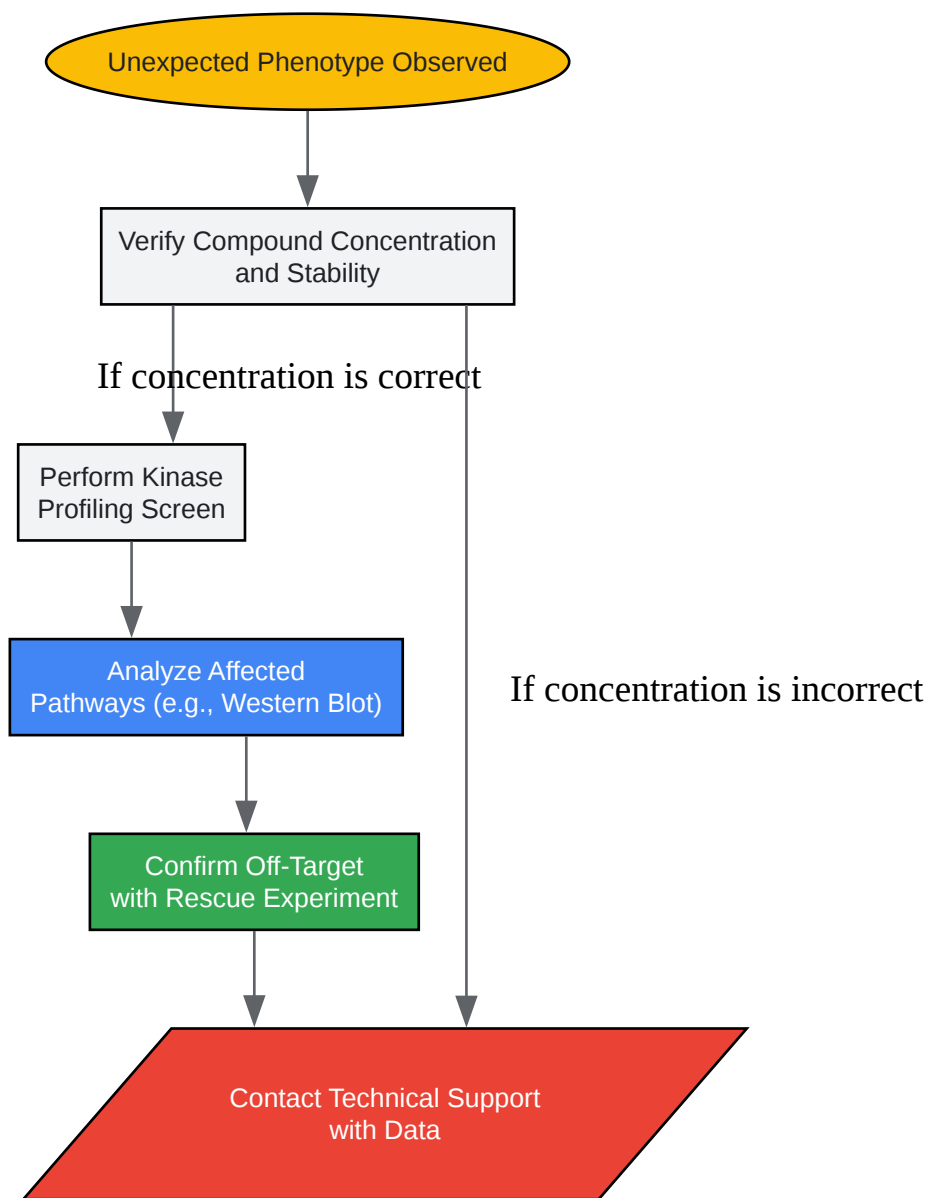 Unexpected Phenotype Observed
Verify Compound Concentration
and Stability
If concentration is correct
Perform Kinase
Profiling Screen
Analyze Affected
Pathways (e.g., Western Blot)
If concentration is incorrect
Confirm Off-Target
with Rescue Experiment
Contact Technical Support
with Data